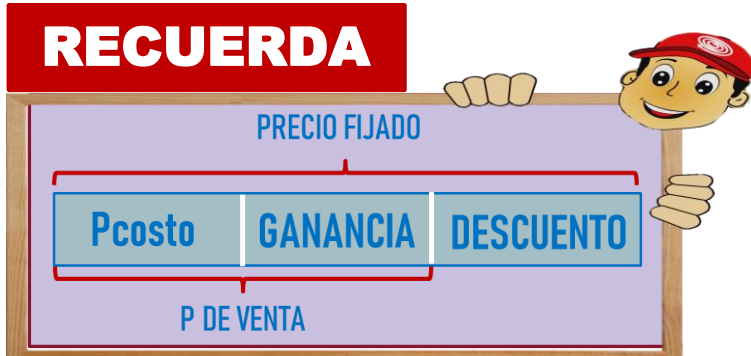 RECUERDA
PRECIO FIJADO
Pcosto GANANCIA DESCUENTO
P DE VENTA